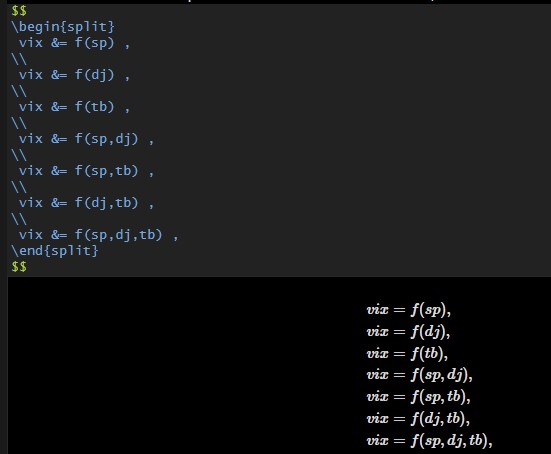 $$
\begin{split}
vix &= f(sp) ,
\\
vix &= f(dj) ,
\\
vix &= f(tb) ,
\\
vix &= f(sp,dj) ,
\\
vix &= f(sp,tb) ,
\\
vix &= f(dj,tb) ,
\\
vix &= f(sp,dj,tb) ,
\end{split}
$$
vix = f(sp),
vix = f(dj),
vix = f(tb),
vix = f(sp, dj),
vix = f(sp, tb),
vix = f(dj, tb),
vix = f(sp, dj, tb),